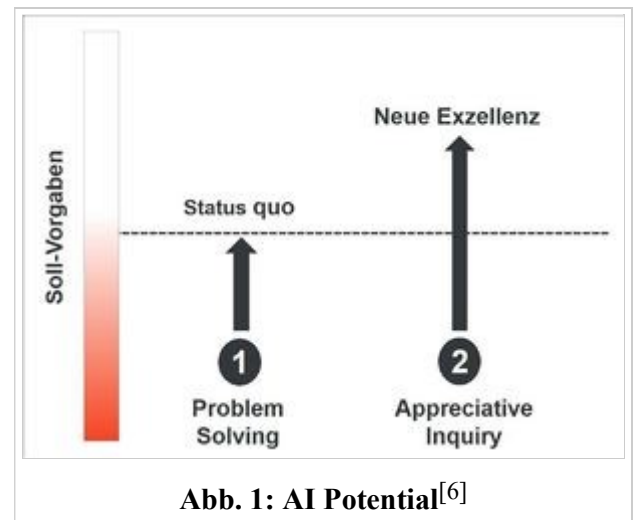 Soll-Vorgaben
Neue Exzellenz
Status quo
1
2
Problem
Solving
Appreciative
Inquiry
Abb. 1: AI Potential[6]